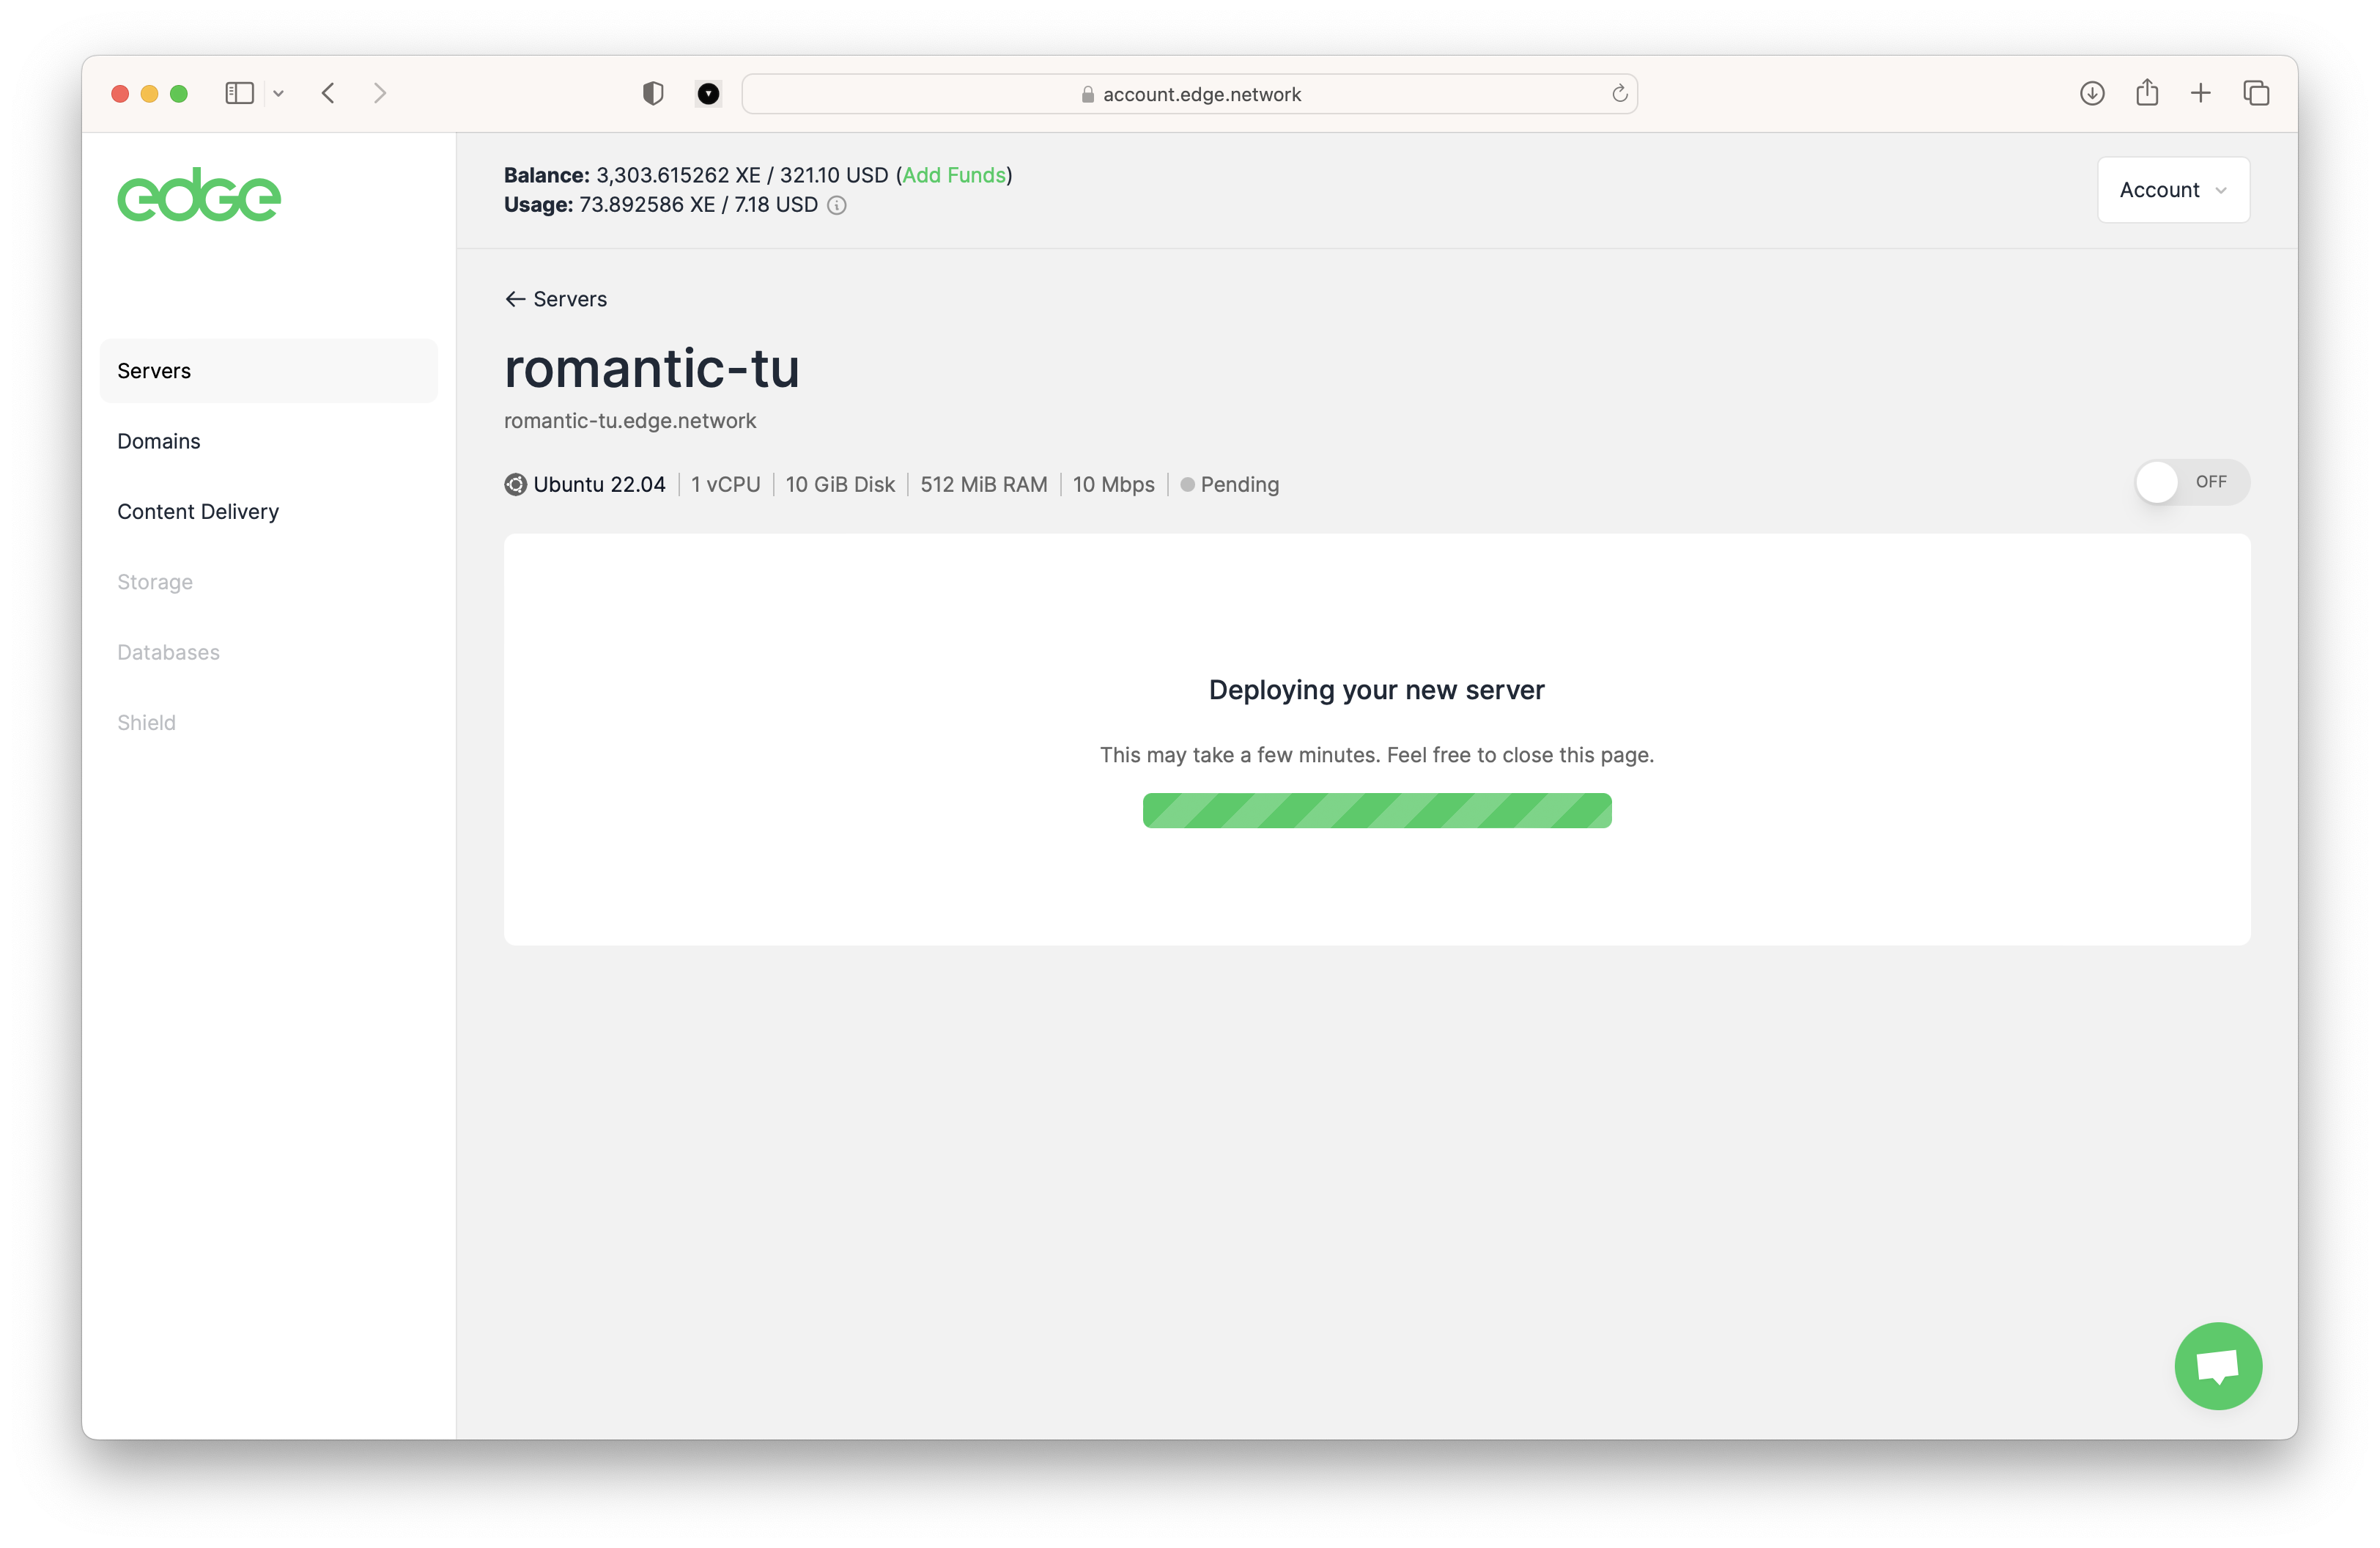 account.edge.network
edge
Balance: 3,303.615262 XE / 321.10 USD (Add Funds)
Usage: 73.892586 XE / 7.18 USD
Account
Servers
Domains
Content Delivery
Storage
Databases
Shield
← Servers
romantic-tu
romantic-tu.edge.network
Ubuntu 22.04 | 1 vCPU | 10 GiB Disk | 512 MiB RAM | 10 Mbps | Pending
OFF
Deploying your new server
This may take a few minutes. Feel free to close this page.